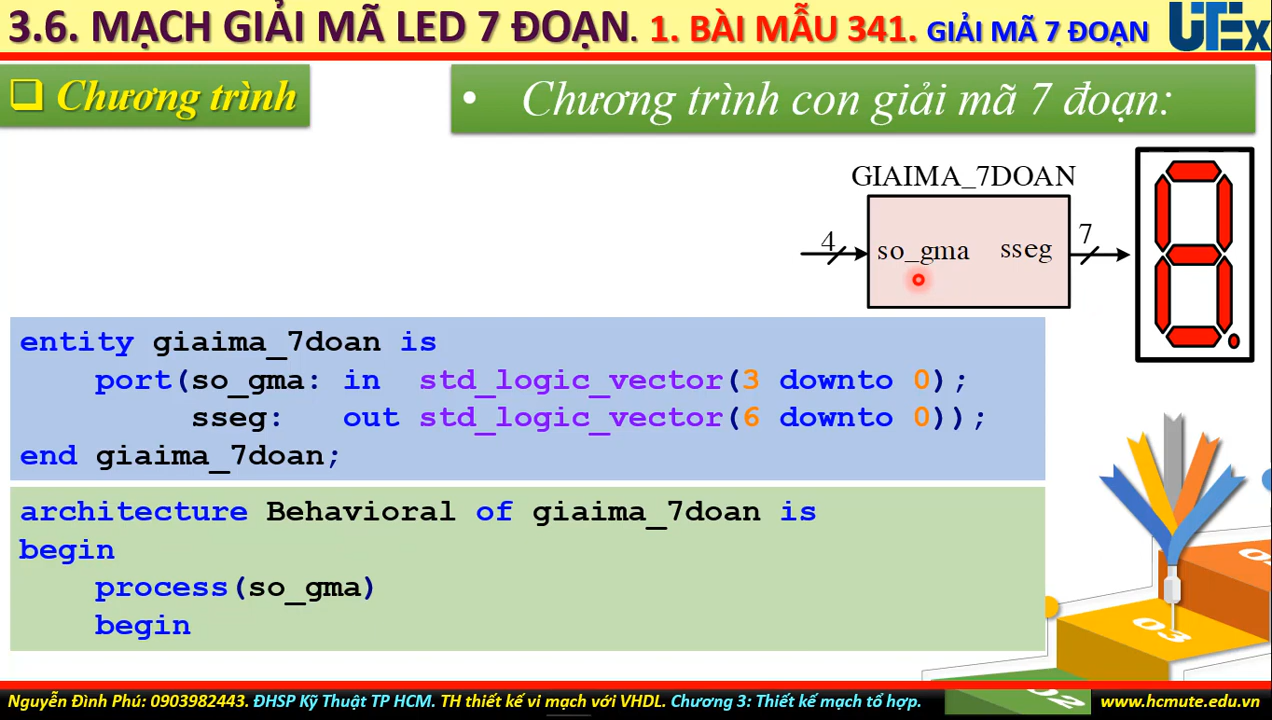 3.6. MẠCH GIẢI MÃ LED 7 ĐOẠN. 1. BÀI MẪU 341. GIẢI MÃ 7 ĐOẠN UTEx
❑ Chương trình
• Chương trình con giải mã 7 đoạn:
GIAIMA_7DOAN
4
so_gma sseg
7
entity giaima_7doan is
port(so_gma: in std_logic_vector(3 downto 0);
sseg: out std_logic_vector(6 downto 0));
end giaima_7doan;
architecture Behavioral of giaima_7doan is
begin
process(so_gma)
begin
03
02
Nguyễn Đình Phú: 0903982443. ĐHSP Kỹ Thuật TP HCM. TH thiết kế vi mạch với VHDL. Chương 3: Thiết kế mạch tổ hợp. www.hcmute.edu.vn